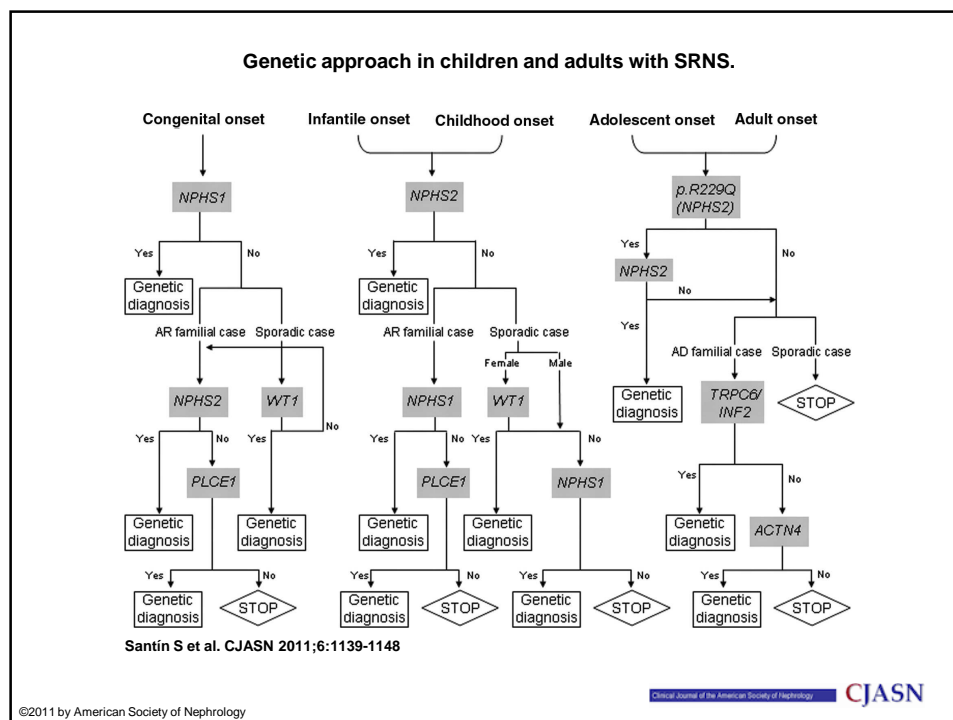 Genetic approach in children and adults with SRNS.
Congenital onset
Infantile onset
Childhood onset
Adolescent onset
Adult onset
NPHS1
Yes
No
Genetic
diagnosis
AR familial case
Sporadic case
NPHS2
WT1
No
Yes
No
Yes
PLCE1
Genetic
diagnosis
Genetic
diagnosis
Yes
No
Genetic
diagnosis
STOP
NPHS2
Yes
No
Genetic
diagnosis
AR familial case
Sporadic case
Female
Male
NPHS1
WT1
Yes
No
Yes
No
PLCE1
NPHS1
Genetic
diagnosis
Genetic
diagnosis
Yes
No
Yes
No
Genetic
diagnosis
STOP
Genetic
diagnosis
STOP
p.R229Q
(NPHS2)
Yes
No
NPHS2
No
Yes
AD familial case
Sporadic case
Genetic
diagnosis
TRPC6/
INF2
STOP
Yes
No
Genetic
diagnosis
ACTN4
Yes
No
Genetic
diagnosis
STOP
Santín S et al. CJASN 2011;6:1139-1148
Clinical Journal of the American Society of Nephrology
CJASN
©2011 by American Society of Nephrology